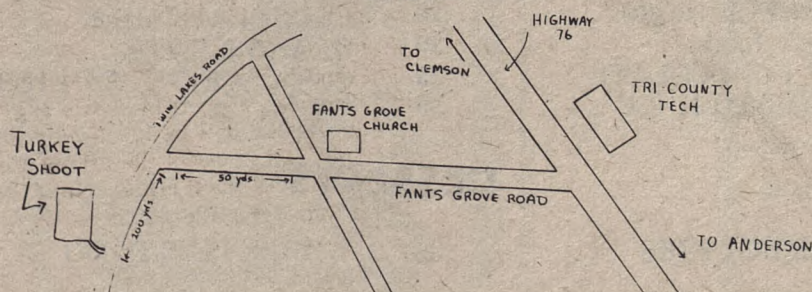 HIGHWAY
76
TO
CLEMSON
TRI-COUNTY
TECH
TWIN LAKES ROAD
FANTS GROVE
CHURCH
TURKEY
SHOOT
50 yds
200 yds
FANTS GROVE ROAD
TO ANDERSON